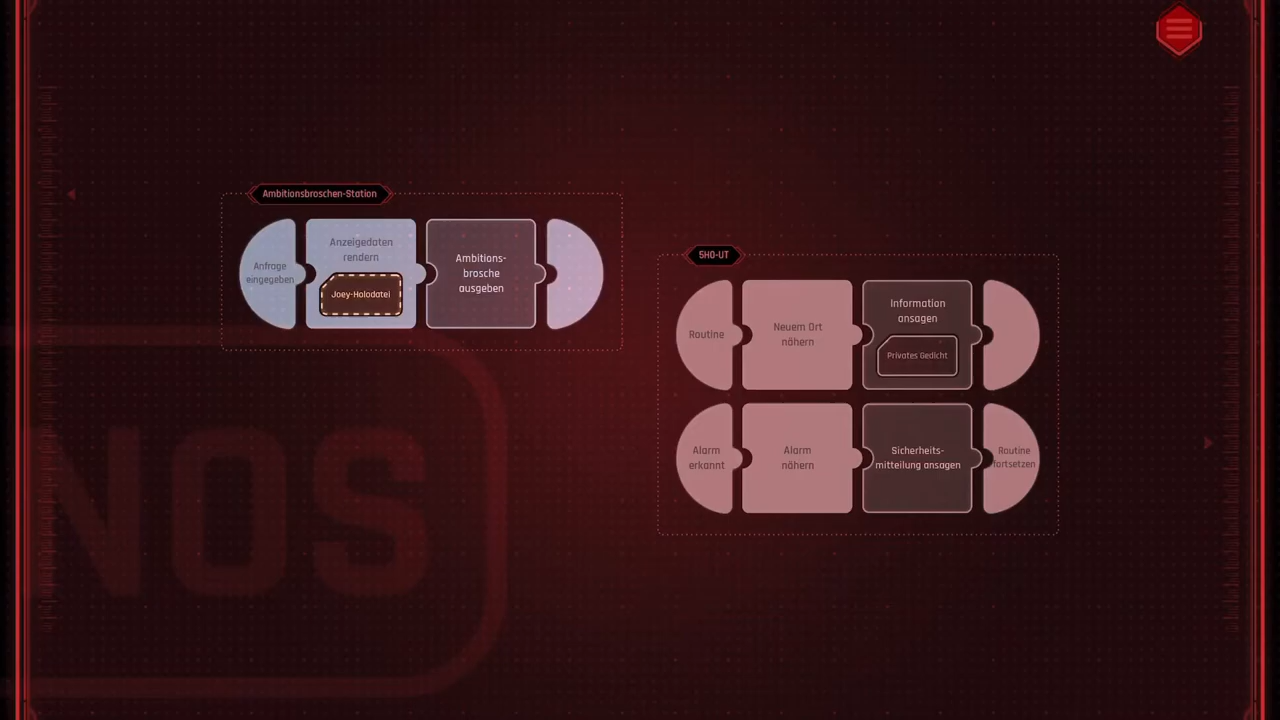 Ambitionsbroschen-Station
Anfrage
eingegeben
Anzeigedaten
rendern
Joey-Holodatei
Ambitions-
brosche
ausgeben
SHO-UT
Routine
Neuem Ort
nähern
Information
ansagen
Privates Gedicht
Alarm
erkannt
Alarm
nähern
Sicherheits-
mitteilung ansagen
Routine
fortsetzen
NOS